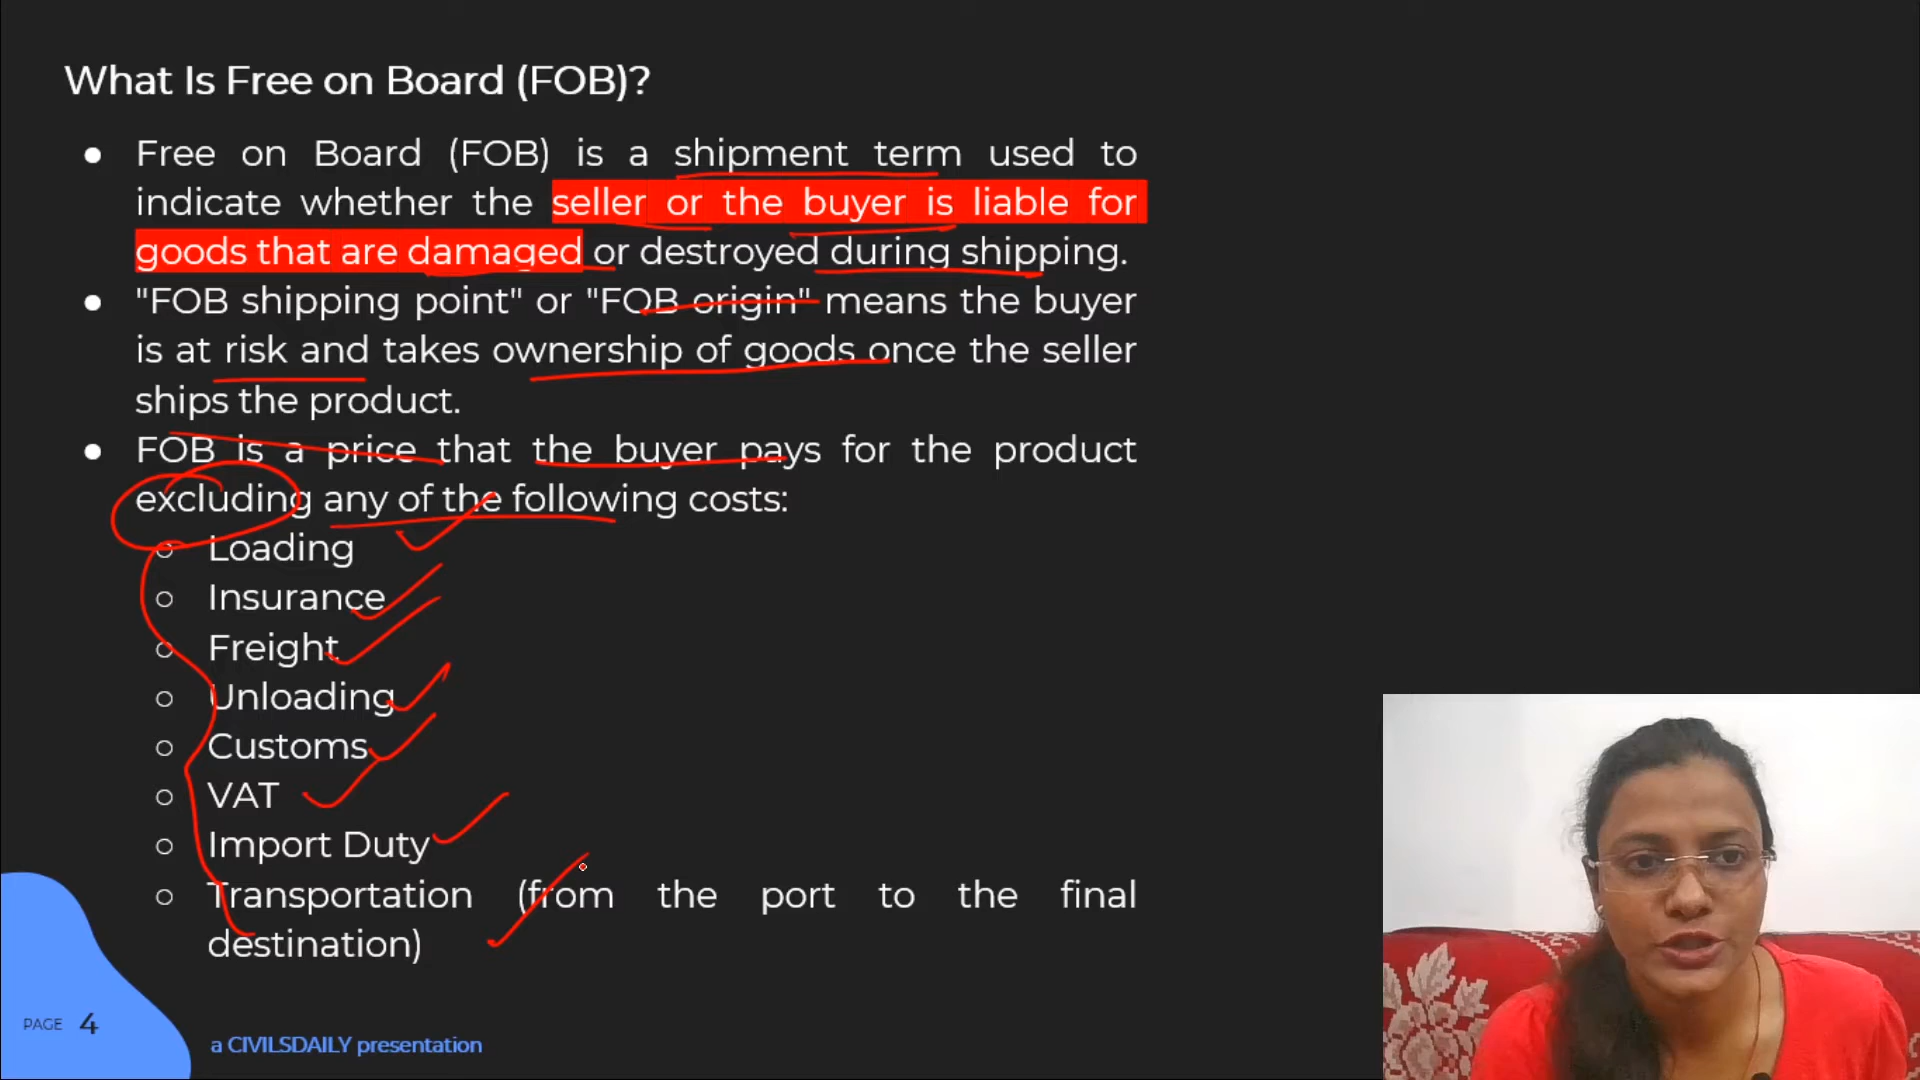 What Is Free on Board (FOB)?
● Free on Board (FOB) is a shipment term used to
indicate whether the seller or the buyer is liable for
goods that are damaged or destroyed during shipping.
● "FOB shipping point" or "FOB origin" means the buyer
is at risk and takes ownership of goods once the seller
ships the product.
● FOB is a price that the buyer pays for the product
excluding any of the following costs:
○ Loading
○ Insurance
○ Freight
○ Unloading
○ Customs
○ VAT
○ Import Duty
○ Transportation (from the port to the final
destination)
PAGE 4
a CIVILSDAILY presentation